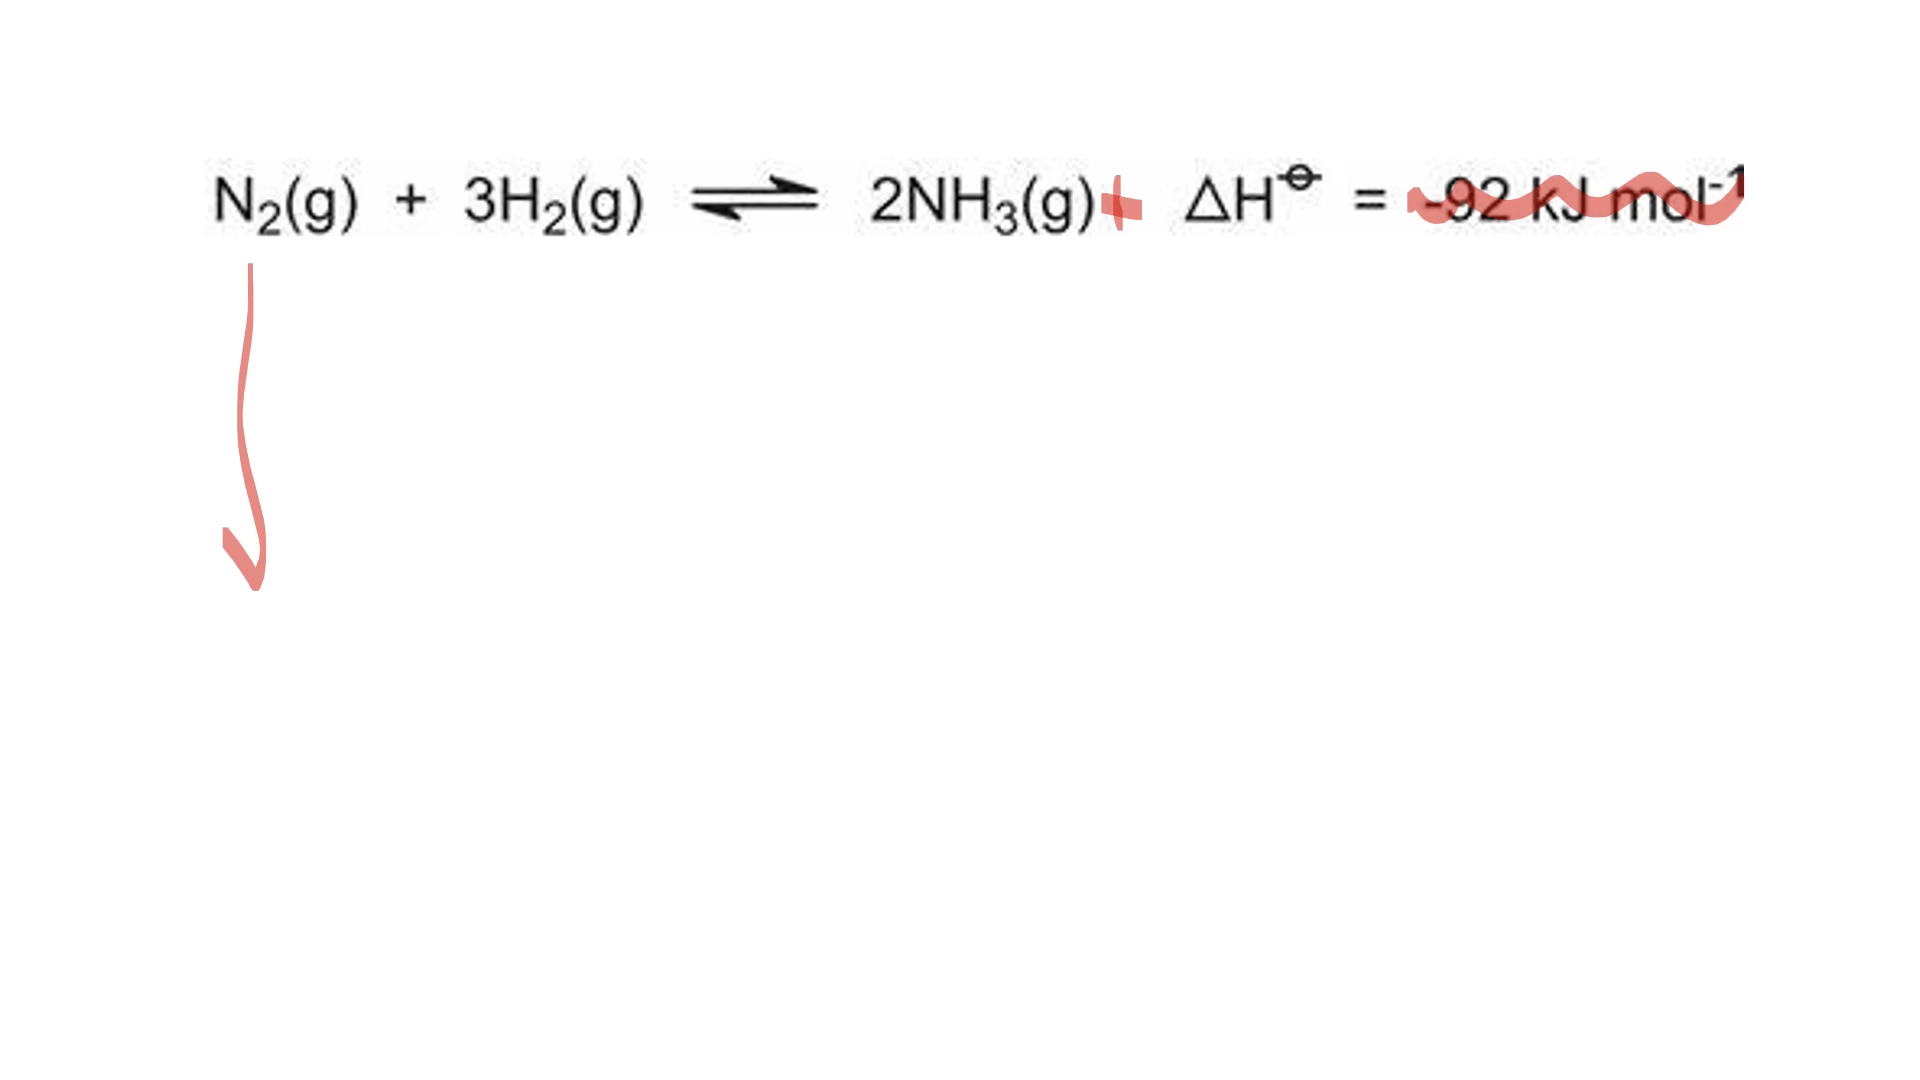 N₂(g) + 3H₂(g) ⇌ 2NH₃(g)+ ΔH⦵ = -92 kJ mol⁻¹